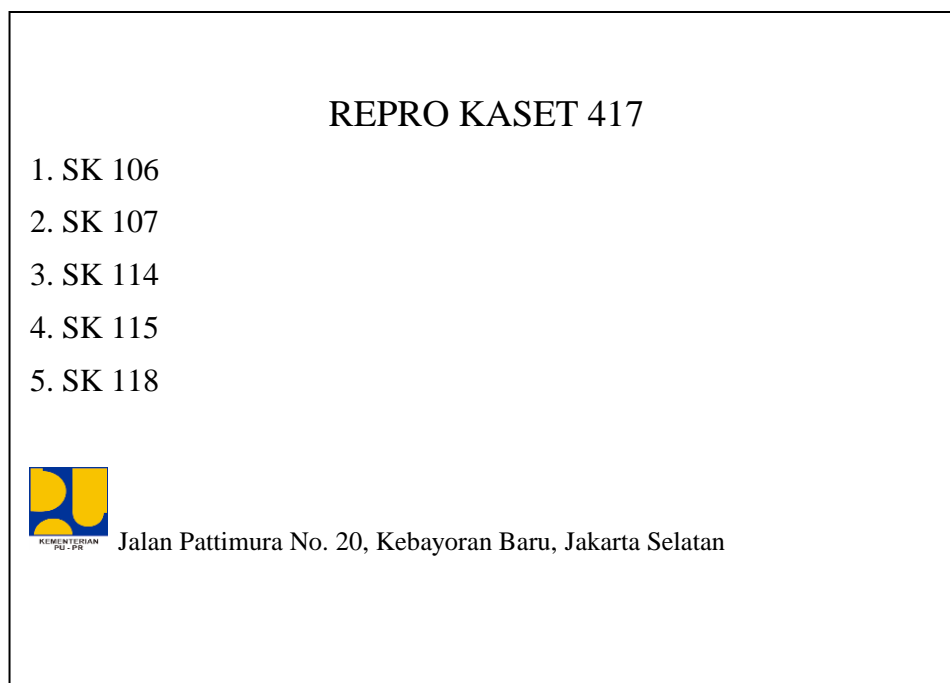 REPRO KASET 417
1. SK 106
2. SK 107
3. SK 114
4. SK 115
5. SK 118
KEMENTERIAN
PU - PR
Jalan Pattimura No. 20, Kebayoran Baru, Jakarta Selatan